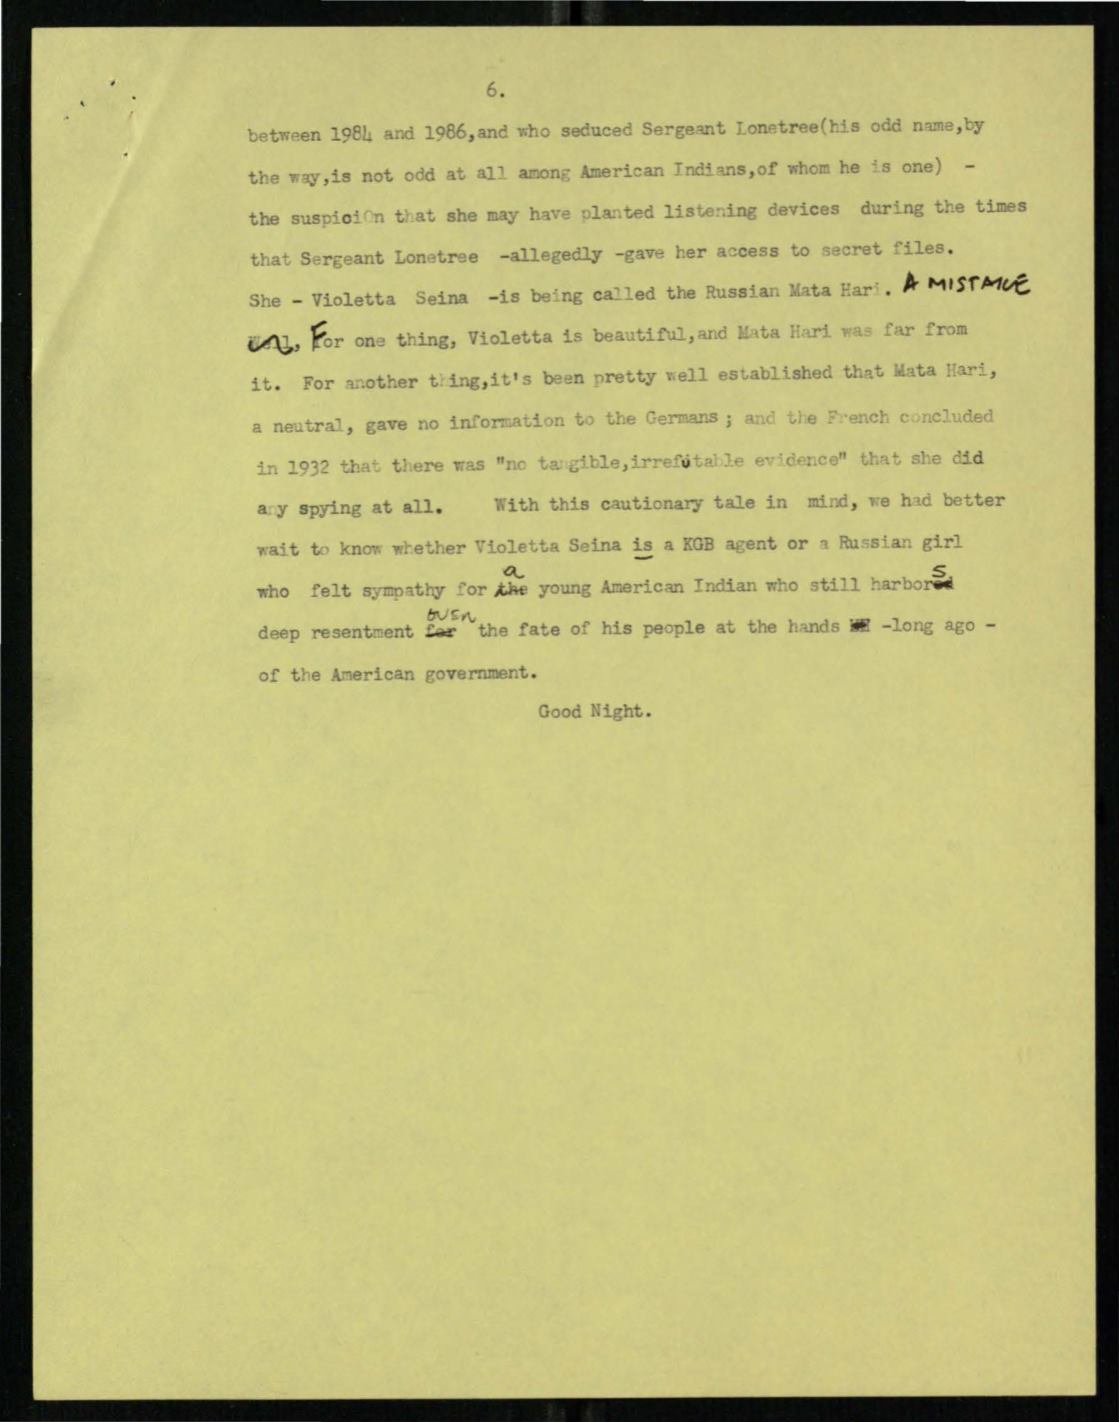 6.
between 1984 and 1986,and who seduced Sergeant Lonetree(his odd name,by
the way,is not odd at all among American Indians,of whom he is one) -
the suspicion that she may have planted listening devices during the times
that Sergeant Lonetree -allegedly -gave her access to secret files.
She - Violetta Seina -is being called the Russian Mata Hari. A MISTAKE
For one thing, Violetta is beautiful,and Mata Hari was far from
it. For another thing,it's been pretty well established that Mata Hari,
a neutral, gave no information to the Germans ; and the French concluded
in 1932 that there was "no tangible,irrefutable evidence" that she did
any spying at all. With this cautionary tale in mind, we had better
wait to know whether Violetta Seina is a KGB agent or a Russian girl
who felt sympathy for the a young American Indian who still harbored s
deep resentment for over the fate of his people at the hands -long ago -
of the American government.
Good Night.